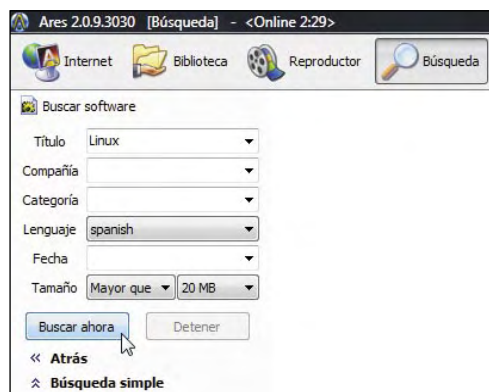 Ares 2.0.9.3030 [Búsqueda] - <Online 2:29>
Internet Biblioteca Reproductor Búsqueda
Buscar software
Título Linux
Compañía
Categoría
Lenguaje spanish
Fecha
Tamaño Mayor que 20 MB
Buscar ahora Detener
« Atrás
Búsqueda simple